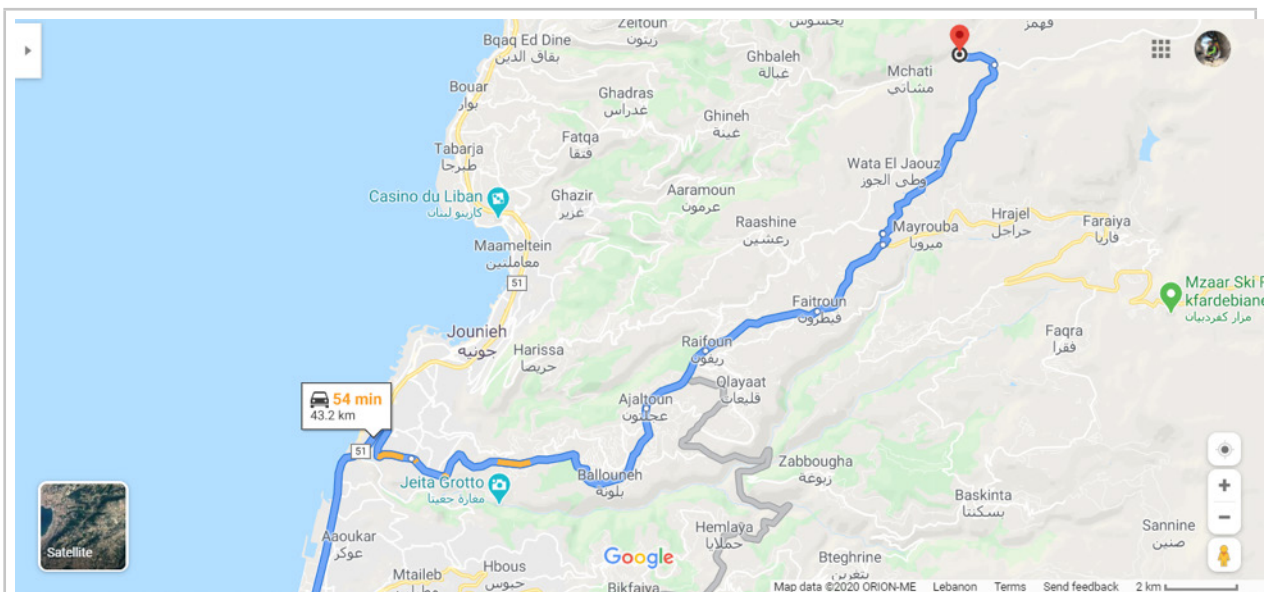 Zeitoun
زيتون
يحشوش
فهمز
Bqaq Ed Dine
بقاق الدين
Ghbaleh
غبالة
Mchati
مشاتي
Bouar
بوار
Ghadras
غدراس
Ghineh
غينة
Fatqa
فتقا
Tabarja
طبرجا
Wata El Jaouz
وطى الجوز
Casino du Liban
كازينو لبنان
Ghazir
غزير
Aaramoun
عرمون
Raashine
رعشين
Mayrouba
ميروبا
Hrajel
حراجل
Faraiya
فاريا
Maameltein
معاملتين
51
Mzaar Ski
kfardebiane
مزار كفردبيان
Faitroun
فيطرون
Jounieh
جونيه
Harissa
حريصا
Raifoun
ريفون
Faqra
فقرا
Qlayaat
قليعات
54 min
43.2 km
Ajaltoun
عجلتون
51
Jeita Grotto
مغارة جعيتا
Ballouneh
بلونة
Zabbougha
زبوغة
Baskinta
بسكنتا
Satellite
Aaoukar
عوكر
Hemlaya
حملايا
Sannine
صنين
Google
Mtaileb
Hbous
حبوس
Bteghrine
بتغرين
Bikfaiya
Map data ©2020 ORION-ME Lebanon Terms Send feedback 2 km